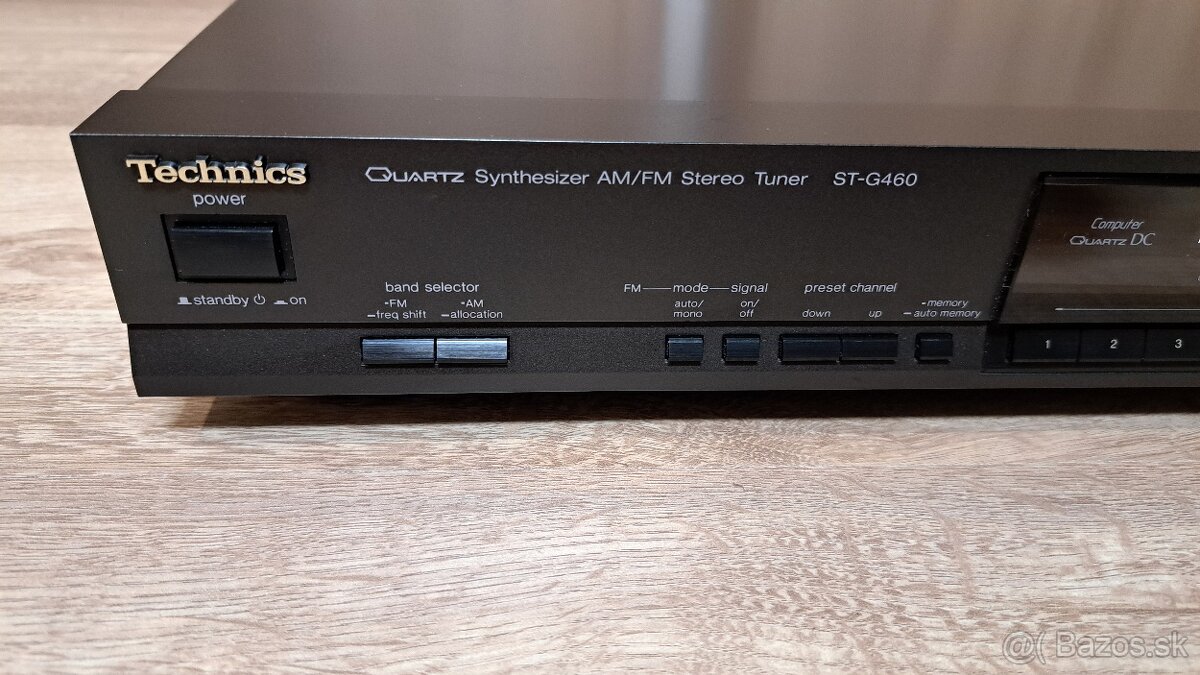 Technics
power
standby on
QUARTZ Synthesizer AM/FM Stereo Tuner ST-G460
band selector
-FM
-freq shift
-AM
-allocation
FM mode signal
auto/
mono
on/
off
preset channel
down up
-memory
-auto memory
Computer
QUARTZ DC
1 2 3
@( Bazos.sk